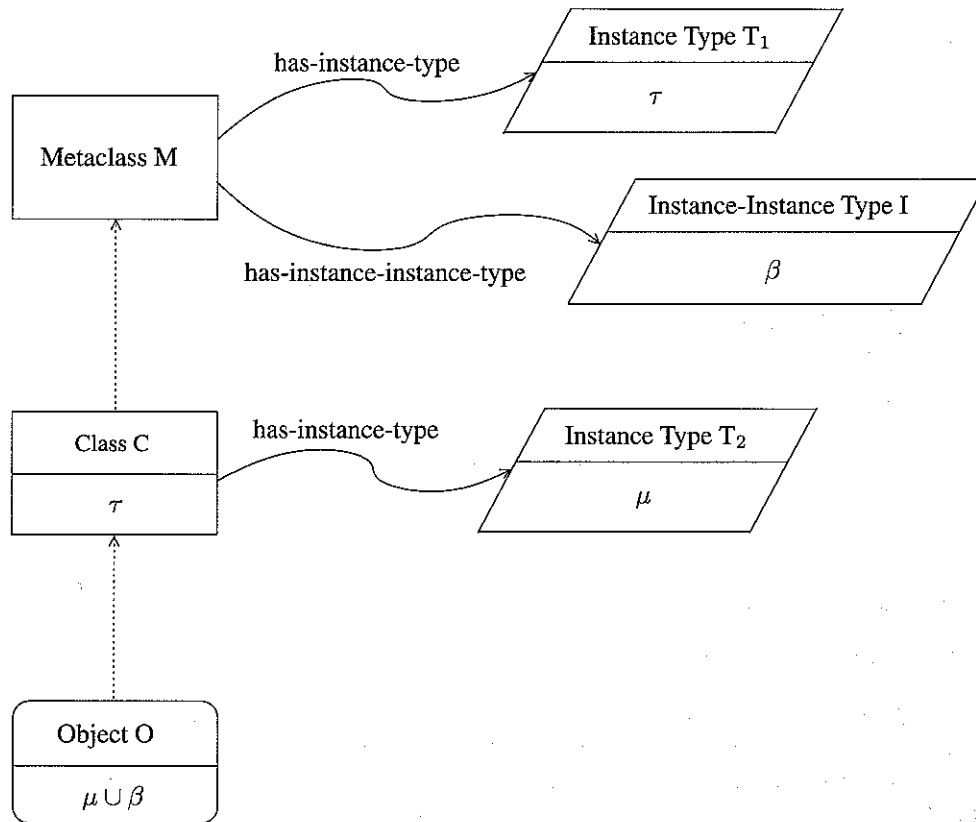 Instance Type T₁
has-instance-type
τ
Metaclass M
Instance-Instance Type I
has-instance-instance-type
β
Class C
has-instance-type
Instance Type T₂
τ
μ
Object O
μ ∪ β